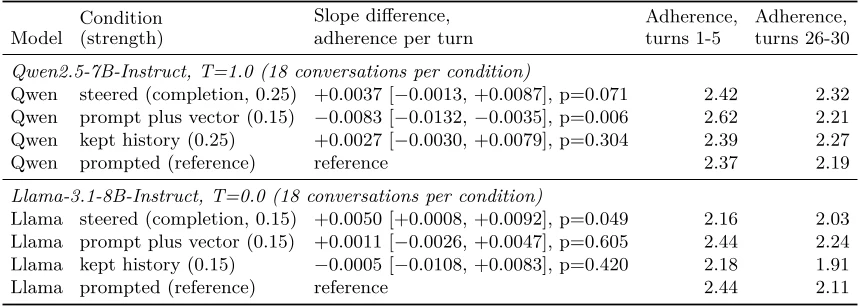 Model Condition (strength) Slope difference, adherence per turn Adherence, turns 1-5 Adherence, turns 26-30
Qwen2.5-7B-Instruct, T=1.0 (18 conversations per condition)
Qwen steered (completion, 0.25) +0.0037 [−0.0013, +0.0087], p=0.071 2.42 2.32
Qwen prompt plus vector (0.15) −0.0083 [−0.0132, −0.0035], p=0.006 2.62 2.21
Qwen kept history (0.25) +0.0027 [−0.0030, +0.0079], p=0.304 2.39 2.27
Qwen prompted (reference) reference 2.37 2.19
Llama-3.1-8B-Instruct, T=0.0 (18 conversations per condition)
Llama steered (completion, 0.15) +0.0050 [+0.0008, +0.0092], p=0.049 2.16 2.03
Llama prompt plus vector (0.15) +0.0011 [−0.0026, +0.0047], p=0.605 2.44 2.24
Llama kept history (0.15) −0.0005 [−0.0108, +0.0083], p=0.420 2.18 1.91
Llama prompted (reference) reference 2.44 2.11